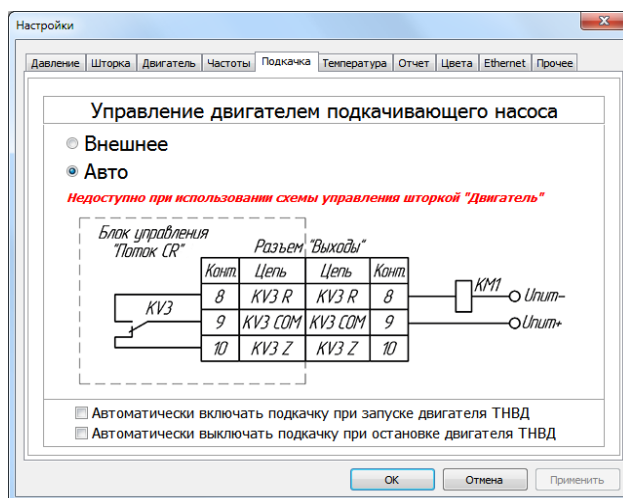 Настройки
Давление Шторка Двигатель Частоты Подкачка Температура Отчет Цвета Ethernet Прочее
Управление двигателем подкачивающего насоса
Внешнее
Авто
Недоступно при использовании схемы управления шторкой "Двигатель"
Блок управления
"Поток CR"
Разъем "Выходы"
Конт. Цепь Цепь Конт.
8 KV3 R KV3 R 8
KM1
Uпит-
KV3
9 KV3 COM KV3 COM 9
Uпит+
10 KV3 Z KV3 Z 10
Автоматически включать подкачку при запуске двигателя ТНВД
Автоматически выключать подкачку при остановке двигателя ТНВД
OK Отмена Применить